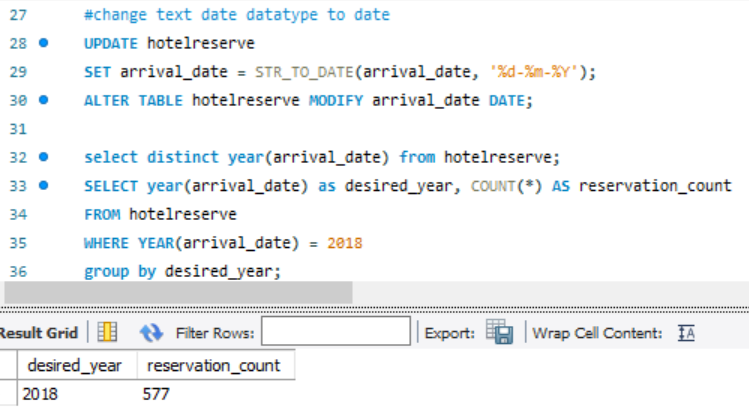 27 #change text date datatype to date
28 UPDATE hotelreserve
29 SET arrival_date = STR_TO_DATE(arrival_date, '%d-%m-%Y');
30 ALTER TABLE hotelreserve MODIFY arrival_date DATE;
31
32 select distinct year(arrival_date) from hotelreserve;
33 SELECT year(arrival_date) as desired_year, COUNT(*) AS reservation_count
34 FROM hotelreserve
35 WHERE YEAR(arrival_date) = 2018
36 group by desired_year;
Result Grid Filter Rows: Export: Wrap Cell Content: IA
desired_year reservation_count
2018 577